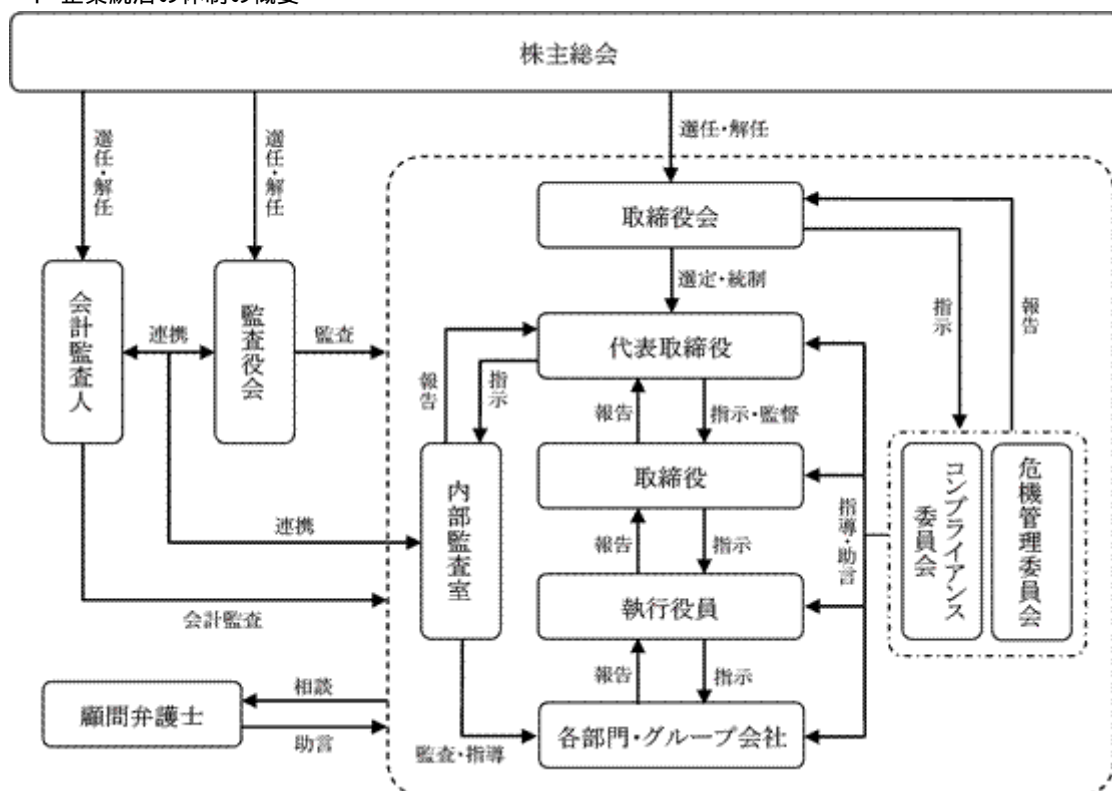 株主総会
選任・解任
選任・解任
選任・解任
取締役会
選定・統制
指示
報告
会計監査人
連携
監査役会
監査
代表取締役
報告
指示
報告
指示・監督
内部監査室
取締役
コンプライアンス
委員会
危機管理委員会
連携
報告
指示
指導・助言
会計監査
執行役員
報告
指示
顧問弁護士
相談
助言
監査・指導
各部門・グループ会社